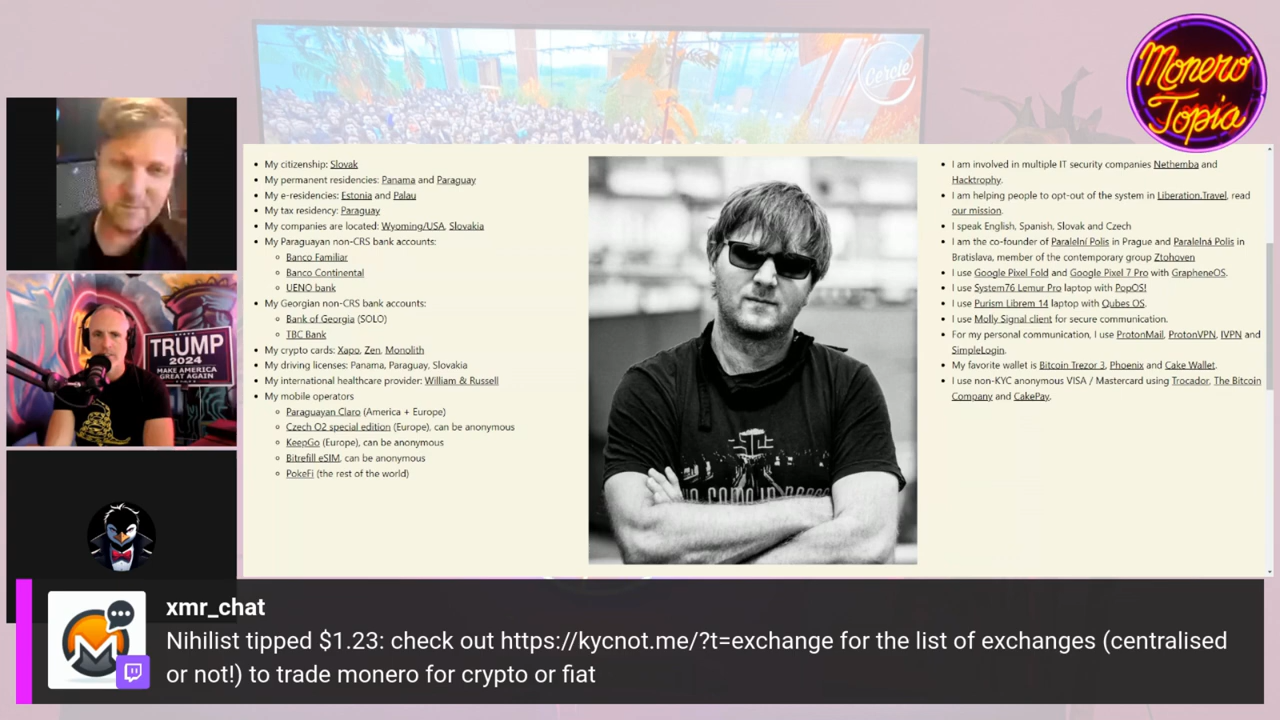 Monero
Topia
Cercle
TRUMP
2024
MAKE AMERICA
GREAT AGAIN
My citizenship: Slovak
My permanent residencies: Panama and Paraguay
My e-residencies: Estonia and Palau
My tax residency: Paraguay
My companies are located: Wyoming/USA, Slovakia
My Paraguayan non-CRS bank accounts:
Banco Familiar
Banco Continental
UENO bank
My Georgian non-CRS bank accounts:
Bank of Georgia (SOLO)
TBC Bank
My crypto cards: Xapo, Zen, Monolith
My driving licenses: Panama, Paraguay, Slovakia
My international healthcare provider: William & Russell
My mobile operators
Paraguayan Claro (America + Europe)
Czech O2 special edition (Europe), can be anonymous
KeepGo (Europe), can be anonymous
Bitrefill eSIM, can be anonymous
PokeFi (the rest of the world)
I am involved in multiple IT security companies Nethemba and
Hacktrophy.
I am helping people to opt-out of the system in Liberation.Travel, read
our mission.
I speak English, Spanish, Slovak and Czech
I am the co-founder of Paralelní Polis in Prague and Paralelná Polis in
Bratislava, member of the contemporary group Ztohoven
I use Google Pixel Fold and Google Pixel 7 Pro with GrapheneOS.
I use System76 Lemur Pro laptop with PopOS!
I use Purism Librem 14 laptop with Qubes OS.
I use Molly Signal client for secure communication.
For my personal communication, I use ProtonMail, ProtonVPN, IVPN and
SimpleLogin.
My favorite wallet is Bitcoin Trezor 3, Phoenix and Cake Wallet.
I use non-KYC anonymous VISA / Mastercard using Trocador, The Bitcoin
Company and CakePay.
xmr_chat
Nihilist tipped $1.23: check out https://kycnot.me/?t=exchange for the list of exchanges (centralised
or not!) to trade monero for crypto or fiat